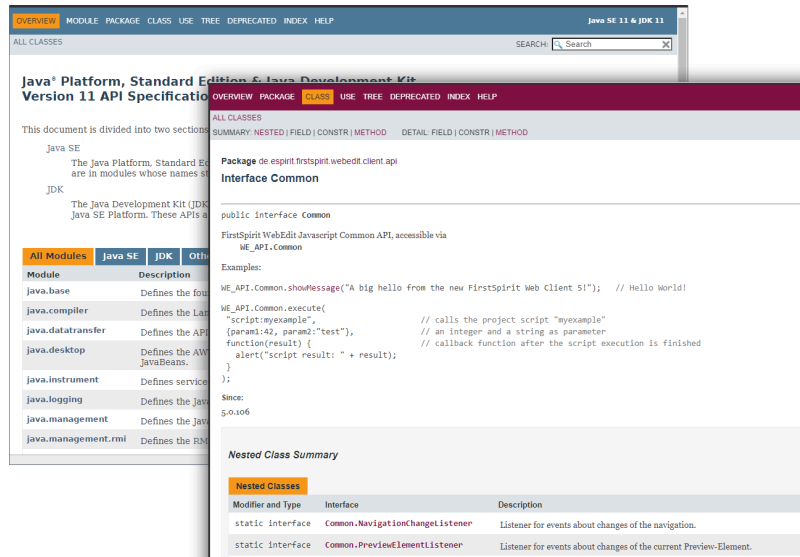 OVERVIEW MODULE PACKAGE CLASS USE TREE DEPRECATED INDEX HELP Java SE 11 & JDK 11
ALL CLASSES SEARCH: Search
Java® Platform, Standard Edition & Java Development Kit
Version 11 API Specificatio
This document is divided into two sections
Java SE
The Java Platform, Standard Ed
are in modules whose names st
JDK
The Java Development Kit (JDK
Java SE Platform. These APIs a
All Modules Java SE JDK Oth
Module Description
java.base Defines the fou
java.compiler Defines the Lan
java.datatransfer Defines the API
java.desktop Defines the AW
JavaBeans.
java.instrument Defines service
java.logging Defines the Java
java.management Defines the Java
java.management.rmi Defines the RM
OVERVIEW PACKAGE CLASS USE TREE DEPRECATED INDEX HELP
ALL CLASSES
SUMMARY: NESTED | FIELD | CONSTR | METHOD DETAIL: FIELD | CONSTR | METHOD
Package de.espirit.firstspirit.webedit.client.api
Interface Common
public interface Common
FirstSpirit WebEdit Javascript Common API, accessible via
WE_API.Common
Examples:
WE_API.Common.showMessage("A big hello from the new FirstSpirit Web Client 5!"); // Hello World!
WE_API.Common.execute(
"script:myexample", // calls the project script "myexample"
{param1:42, param2:"test"}, // an integer and a string as parameter
function(result) { // callback function after the script execution is finished
alert("script result: " + result);
}
);
Since:
5.0.106
Nested Class Summary
Nested Classes
Modifier and Type Interface Description
static interface Common.NavigationChangeListener Listener for events about changes of the navigation.
static interface Common.PreviewElementListener Listener for events about changes of the current Preview-Element.